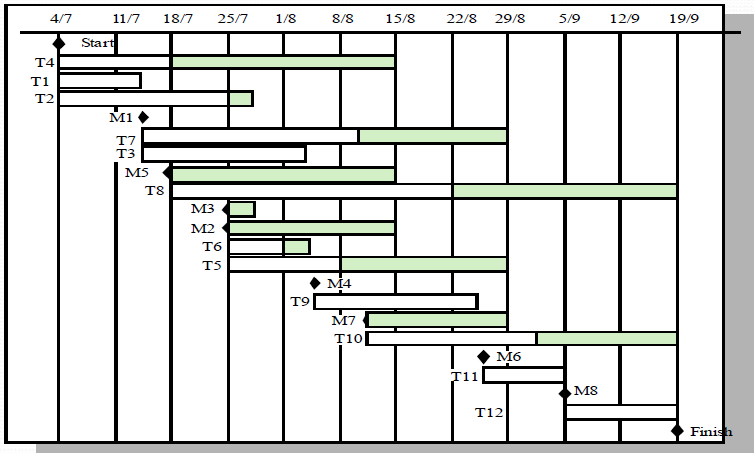 4/7 11/7 18/7 25/7 1/8 8/8 15/8 22/8 29/8 5/9 12/9 19/9
Start
T4
T1
T2
M1
T7
T3
M5
T8
M3
M2
T6
T5
M4
T9
M7
T10
M6
T11
M8
T12
Finish